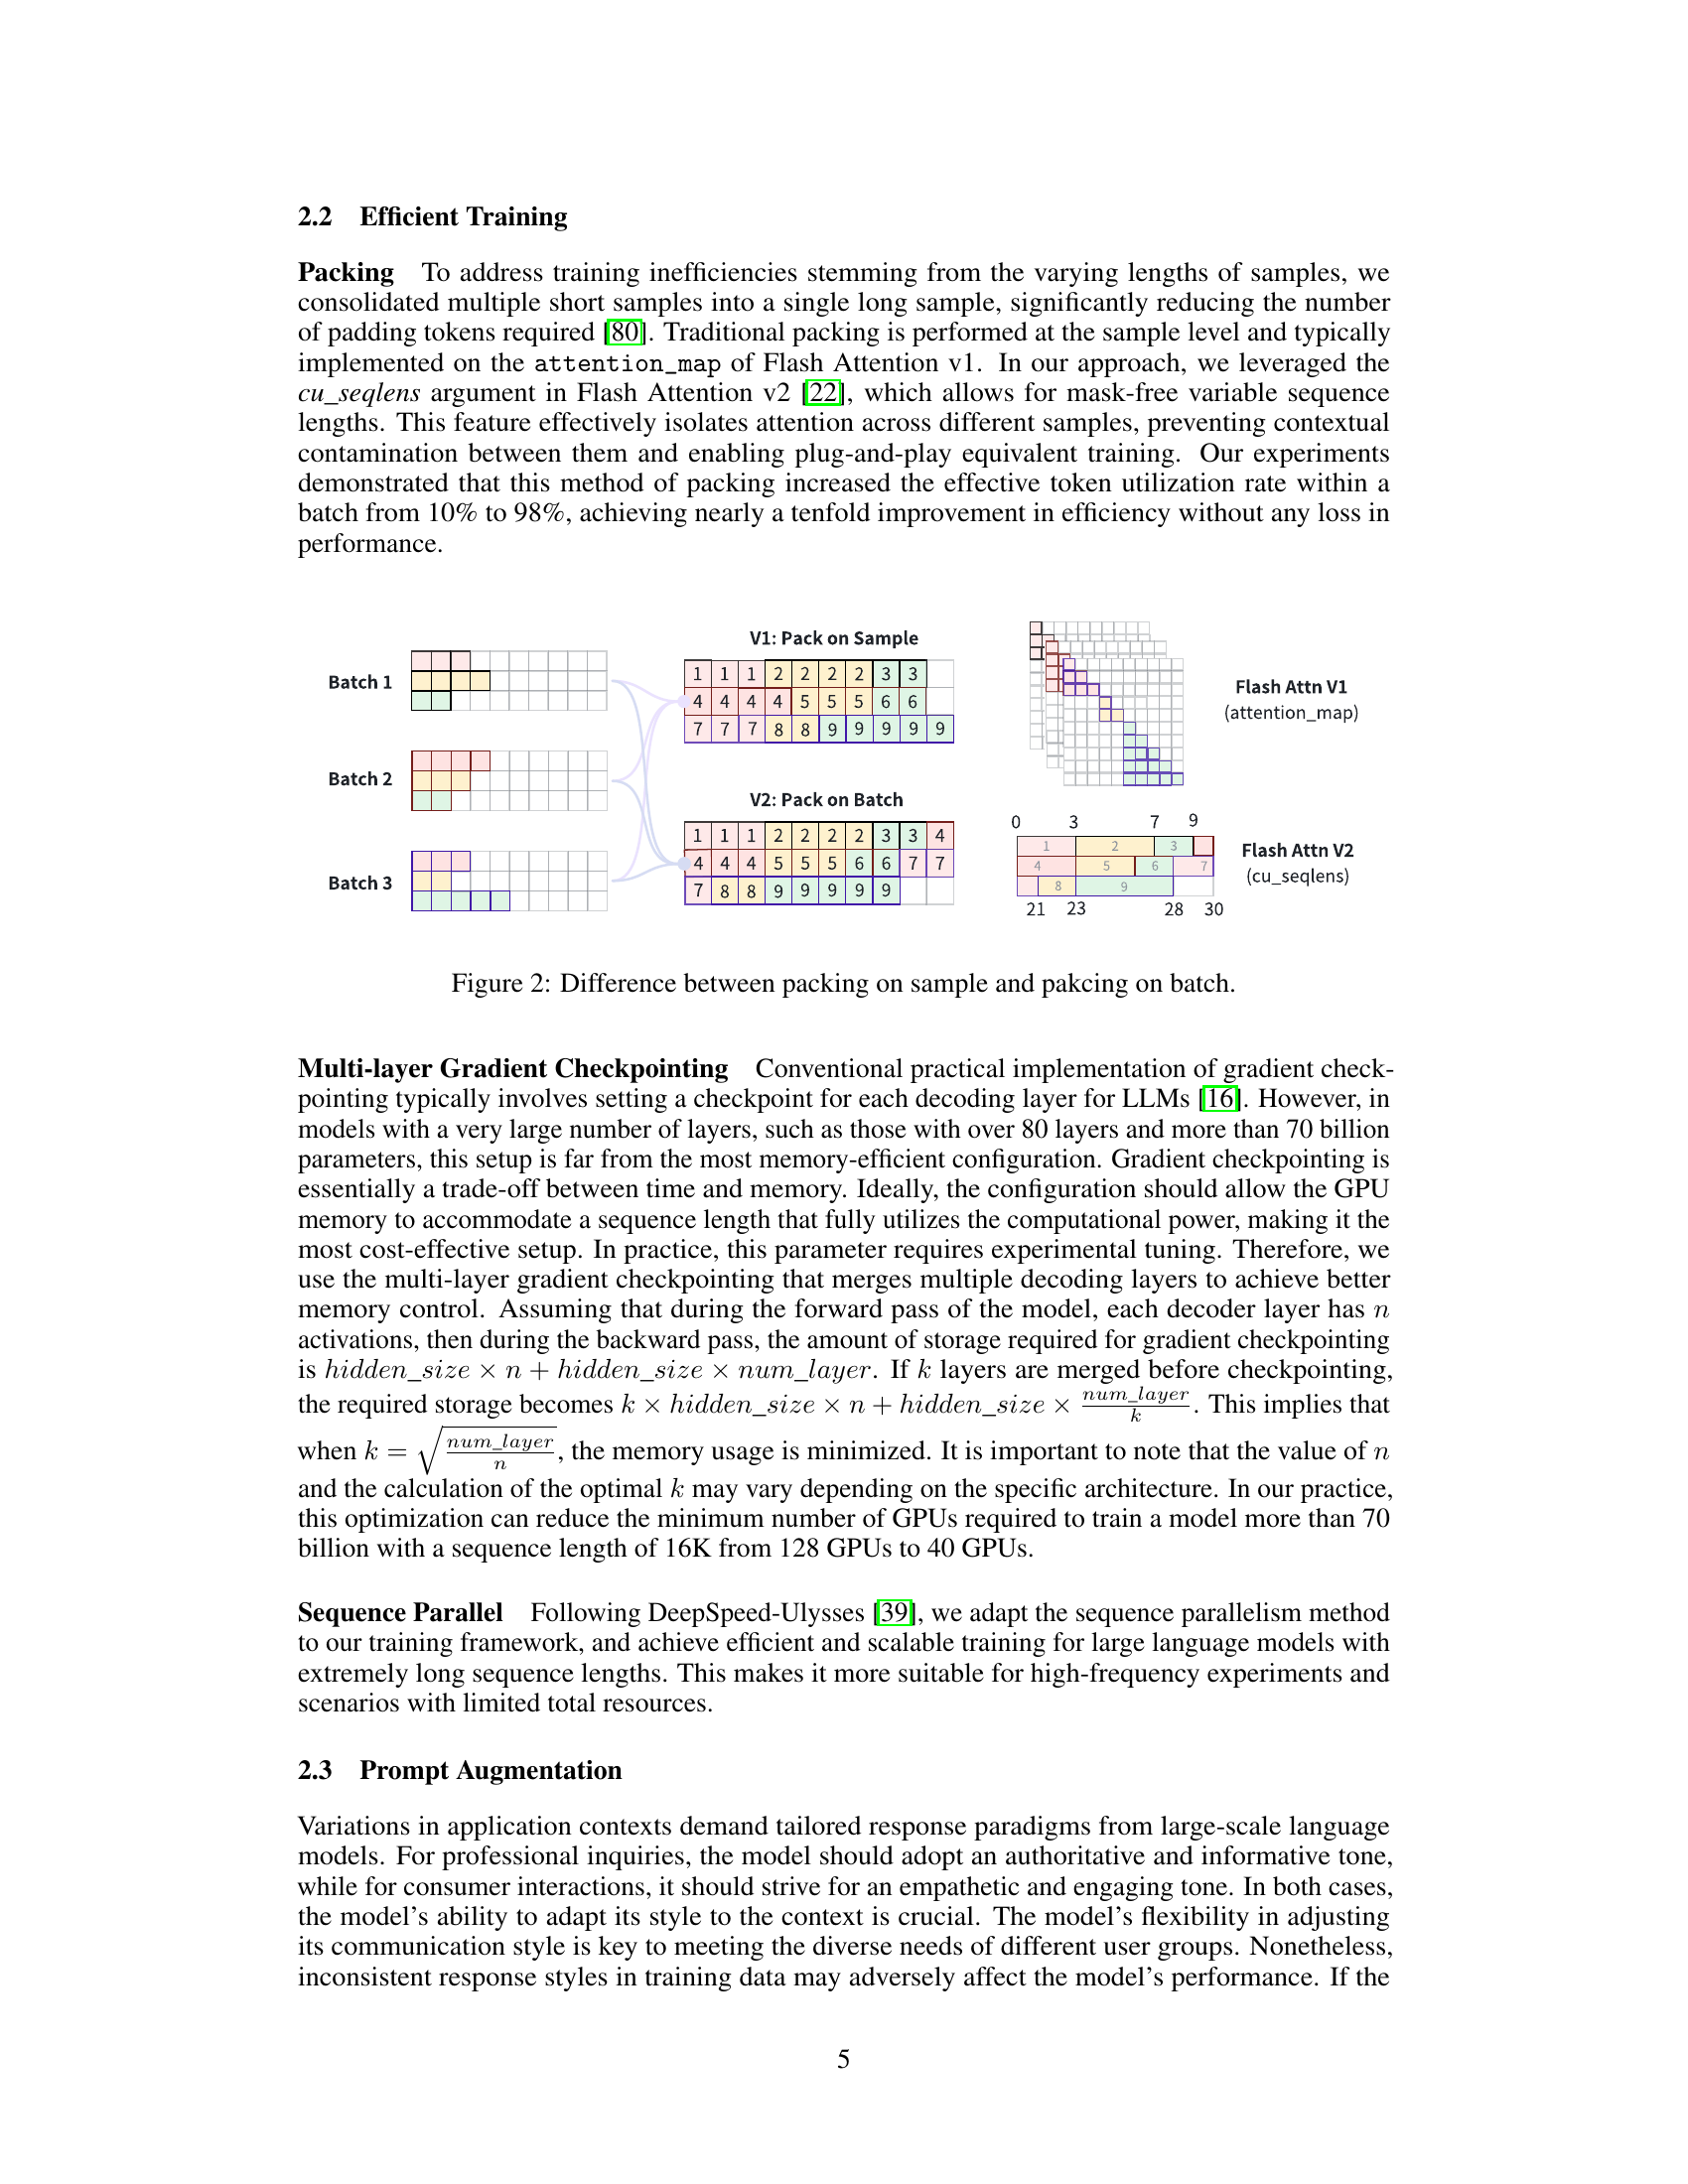 2.2 Efficient Training
Packing To address training inefficiencies stemming from the varying lengths of samples, we
consolidated multiple short samples into a single long sample, significantly reducing the number
of padding tokens required [80]. Traditional packing is performed at the sample level and typically
implemented on the attention_map of Flash Attention v1. In our approach, we leveraged the
cu_seqlens argument in Flash Attention v2 [22], which allows for mask-free variable sequence
lengths. This feature effectively isolates attention across different samples, preventing contextual
contamination between them and enabling plug-and-play equivalent training. Our experiments
demonstrated that this method of packing increased the effective token utilization rate within a
batch from 10% to 98%, achieving nearly a tenfold improvement in efficiency without any loss in
performance.
Batch 1
Batch 2
Batch 3
V1: Pack on Sample
1 1 1 2 2 2 2 3 3
4 4 4 4 5 5 5 6 6
7 7 7 8 8 9 9 9 9 9
V2: Pack on Batch
1 1 1 2 2 2 2 3 3 4
4 4 4 5 5 5 6 6 7 7
7 8 8 9 9 9 9 9
Flash Attn V1
(attention_map)
0 3 7 9
1 2 3
4 5 6 7
8 9
21 23 28 30
Flash Attn V2
(cu_seqlens)
Figure 2: Difference between packing on sample and pakcing on batch.
Multi-layer Gradient Checkpointing Conventional practical implementation of gradient check-
pointing typically involves setting a checkpoint for each decoding layer for LLMs [16]. However, in
models with a very large number of layers, such as those with over 80 layers and more than 70 billion
parameters, this setup is far from the most memory-efficient configuration. Gradient checkpointing is
essentially a trade-off between time and memory. Ideally, the configuration should allow the GPU
memory to accommodate a sequence length that fully utilizes the computational power, making it the
most cost-effective setup. In practice, this parameter requires experimental tuning. Therefore, we
use the multi-layer gradient checkpointing that merges multiple decoding layers to achieve better
memory control. Assuming that during the forward pass of the model, each decoder layer has n
activations, then during the backward pass, the amount of storage required for gradient checkpointing
is hidden_size × n + hidden_size × num_layer. If k layers are merged before checkpointing,
the required storage becomes k × hidden_size × n + hidden_size × num_layer/k. This implies that
when k = √(num_layer/n), the memory usage is minimized. It is important to note that the value of n
and the calculation of the optimal k may vary depending on the specific architecture. In our practice,
this optimization can reduce the minimum number of GPUs required to train a model more than 70
billion with a sequence length of 16K from 128 GPUs to 40 GPUs.
Sequence Parallel Following DeepSpeed-Ulysses [39], we adapt the sequence parallelism method
to our training framework, and achieve efficient and scalable training for large language models with
extremely long sequence lengths. This makes it more suitable for high-frequency experiments and
scenarios with limited total resources.
2.3 Prompt Augmentation
Variations in application contexts demand tailored response paradigms from large-scale language
models. For professional inquiries, the model should adopt an authoritative and informative tone,
while for consumer interactions, it should strive for an empathetic and engaging tone. In both cases,
the model's ability to adapt its style to the context is crucial. The model's flexibility in adjusting
its communication style is key to meeting the diverse needs of different user groups. Nonetheless,
inconsistent response styles in training data may adversely affect the model's performance. If the
5